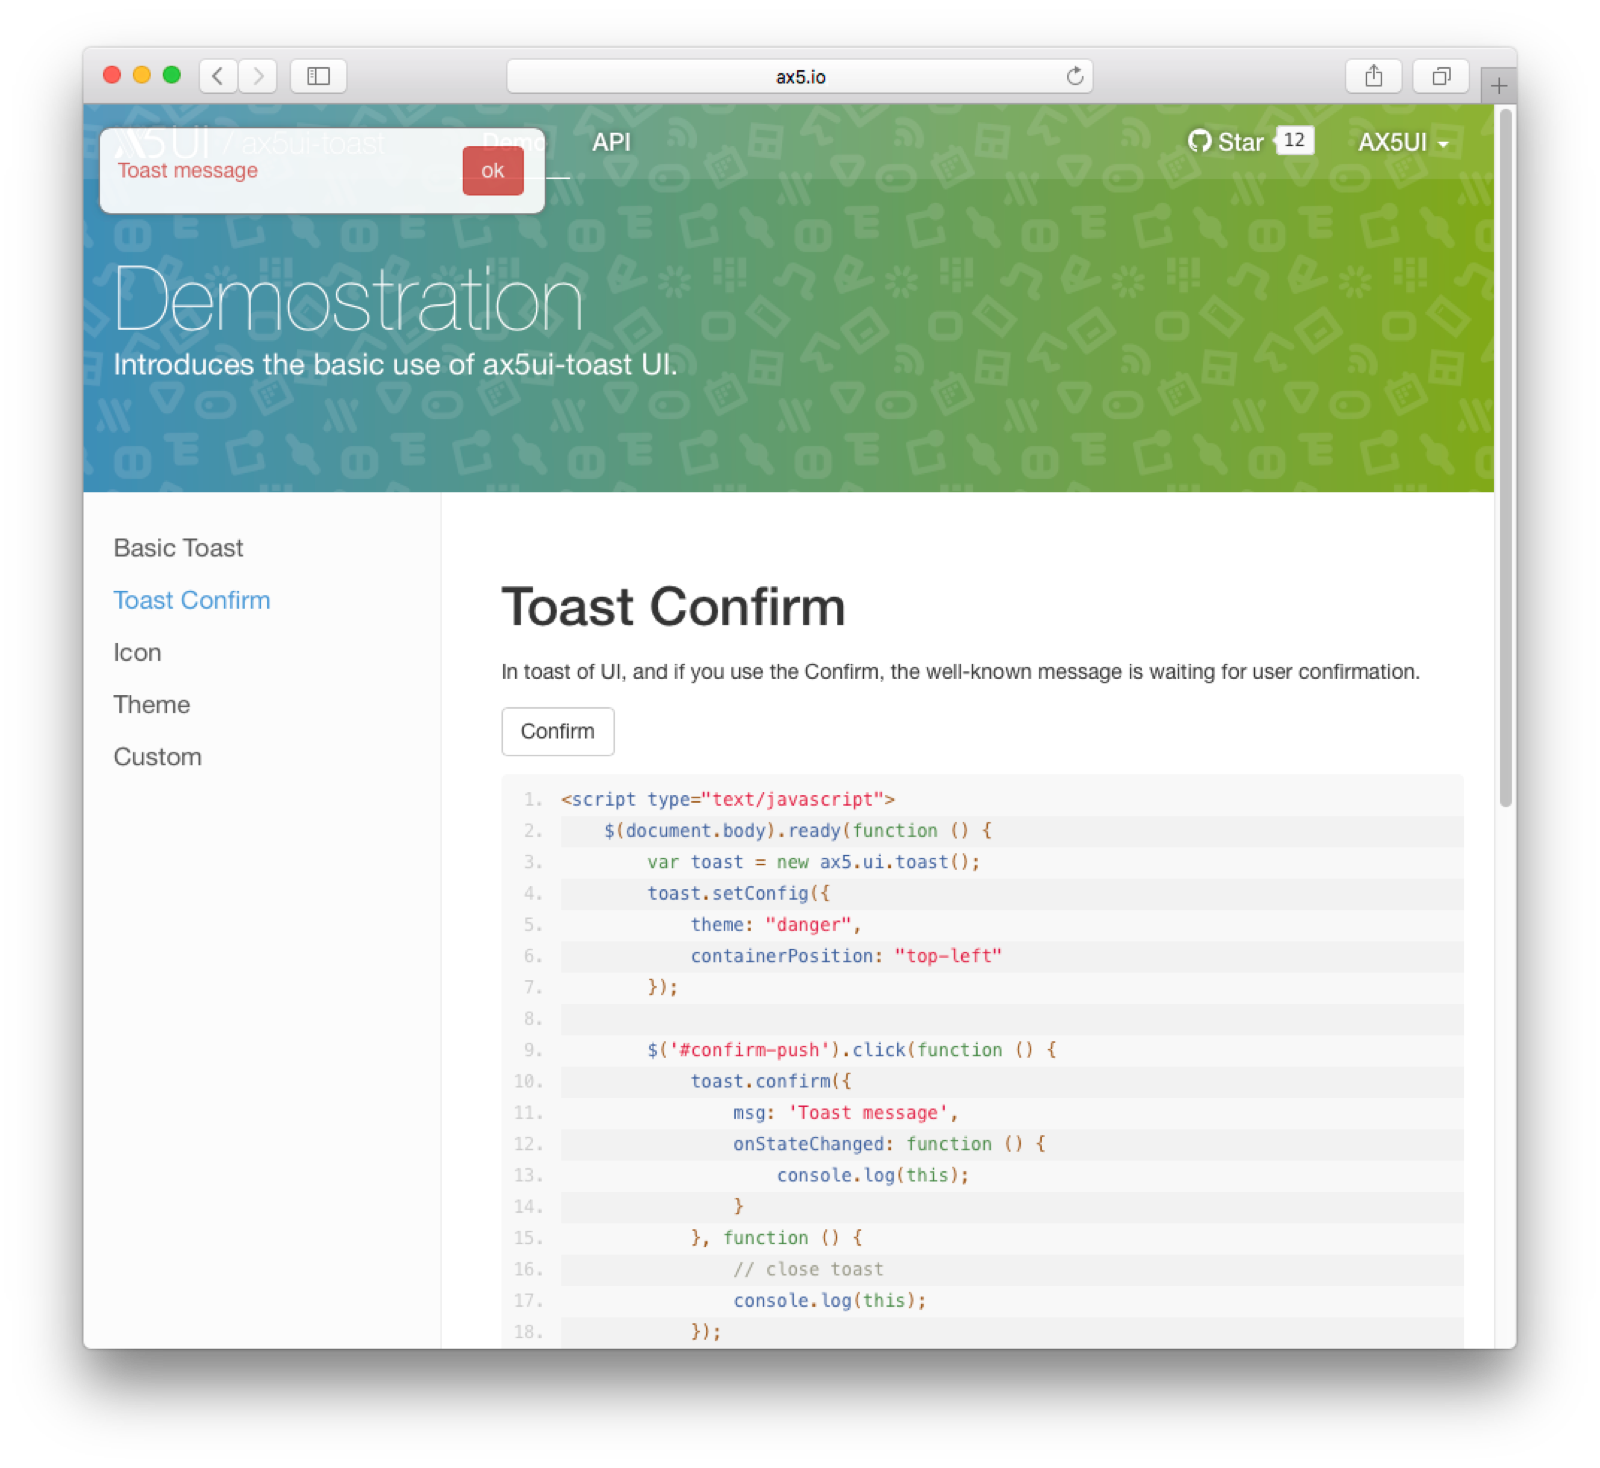 ax5.io
AX5UI / ax5ui-toast
Demo
API
Star 12
AX5UI
Toast message
ok
Demostration
Introduces the basic use of ax5ui-toast UI.
Basic Toast
Toast Confirm
Icon
Theme
Custom
Toast Confirm
In toast of UI, and if you use the Confirm, the well-known message is waiting for user confirmation.
Confirm
1. <script type="text/javascript">
2. $(document.body).ready(function () {
3. var toast = new ax5.ui.toast();
4. toast.setConfig({
5. theme: "danger",
6. containerPosition: "top-left"
7. });
8.
9. $('#confirm-push').click(function () {
10. toast.confirm({
11. msg: 'Toast message',
12. onStateChanged: function () {
13. console.log(this);
14. }
15. }, function () {
16. // close toast
17. console.log(this);
18. });